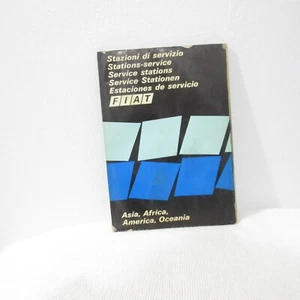 Stazioni di servizio
Stations-service
Service stations
Service Stationen
Estaciones de servicio
FIAT
Asia, Africa,
America, Oceania